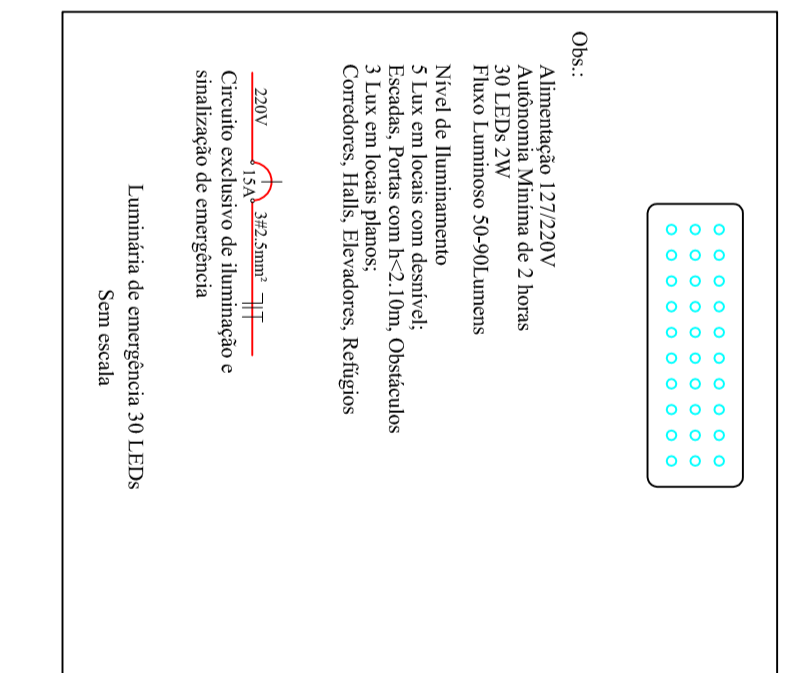 Obs.:
Alimentação 127/220V
Autônomia Miníma de 2 horas
30 LEDs 2W
Fluxo Luminoso 50-90Lumens
Nível de Iluminamento
5 Lux em locais com desnível;
Escadas, Portas com h<2.10m, Obstáculos
3 Lux em locais planos;
Corredores, Halls, Elevadores, Refúgios
220V
15A
3#2.5mm²
Circuito exclusivo de iluminação e
sinalização de emergência
Luminária de emergência 30 LEDs
Sem escala